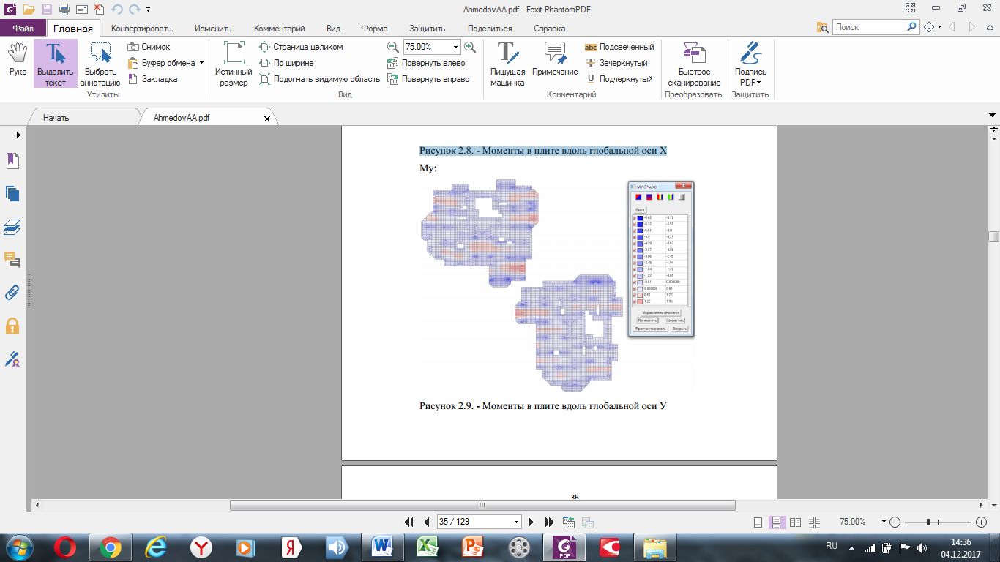 AhmedovAA.pdf - Foxit PhantomPDF
Файл
Главная
Конвертировать
Изменить
Комментарий
Вид
Форма
Защитить
Поделиться
Справка
Поиск
Рука
Выделить текст
Выбрать аннотацию
Снимок
Буфер обмена
Закладка
Утилиты
Истинный размер
Страница целиком
По ширине
Подогнать видимую область
75.00%
Повернуть влево
Повернуть вправо
Вид
Пишущая машинка
Примечание
abc Подсвеченный
Зачеркнутый
Подчеркнутый
Комментарий
Быстрое сканирование
Преобразовать
Подпись PDF
Защитить
Начать
AhmedovAA.pdf
Рисунок 2.8. - Моменты в плите вдоль глобальной оси Х
Му:
MY (Т*м/м)
Выкл
-6.62 -6.12
-6.12 -5.51
-5.51 -4.9
-4.9 -4.29
-4.29 -3.67
-3.67 -3.06
-3.06 -2.45
-2.45 -1.84
-1.84 -1.22
-1.22 -0.61
-0.61 0.000000
0.000000 0.61
0.61 1.22
1.22 1.96
Управление шкалами
Применить Сохранить
Фрагментировать Закрыть
Рисунок 2.9. - Моменты в плите вдоль глобальной оси У
36
35 / 129
75.00%
RU
14:36
04.12.2017